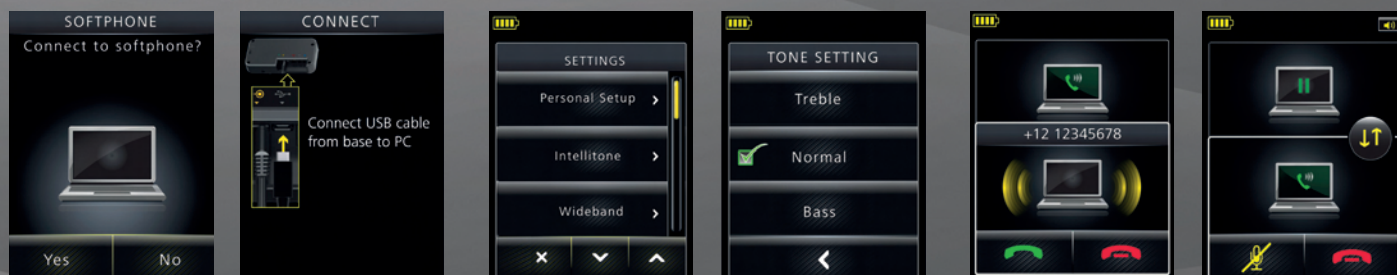 SOFTPHONE
Connect to softphone?
Yes
No
CONNECT
Connect USB cable
from base to PC
SETTINGS
Personal Setup
Intellitone
Wideband
TONE SETTING
Treble
Normal
Bass
+12 12345678